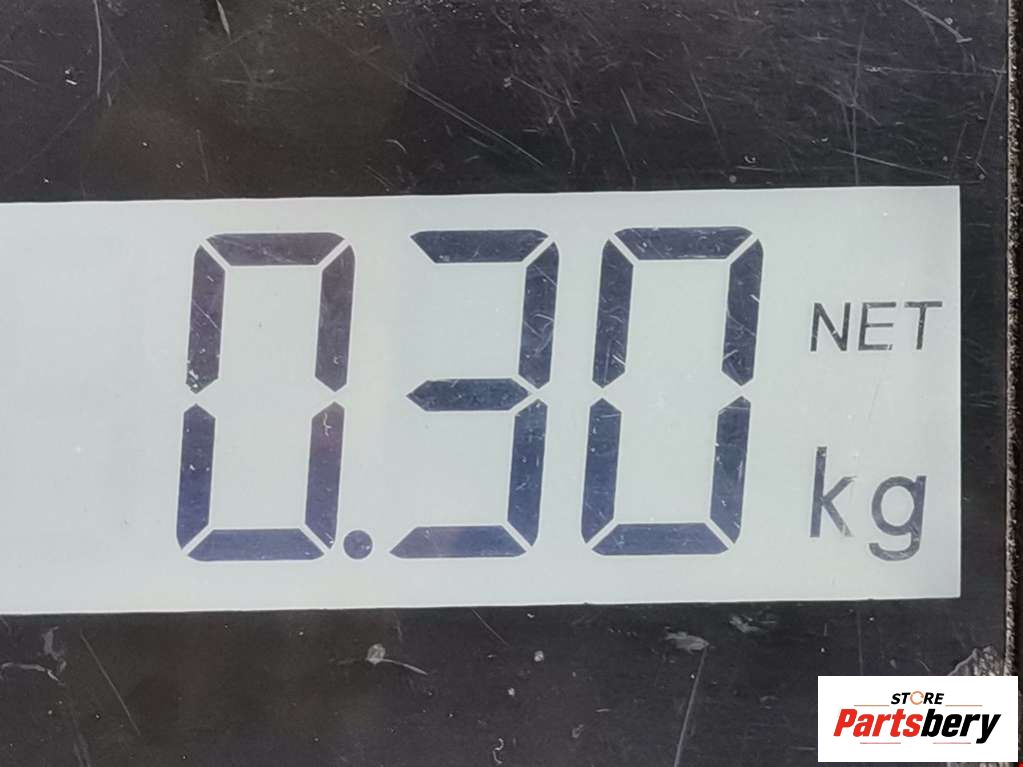 0.30 NET
kg
STORE
Partsbery